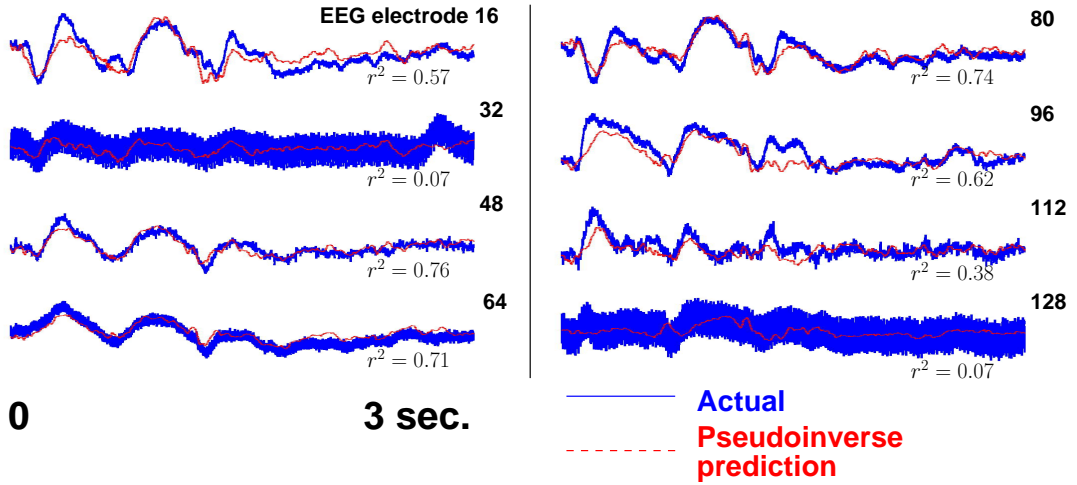 EEG electrode 16
r² = 0.57
32
r² = 0.07
48
r² = 0.76
64
r² = 0.71
80
r² = 0.74
96
r² = 0.62
112
r² = 0.38
128
r² = 0.07
0 3 sec.
Actual
Pseudoinverse
prediction